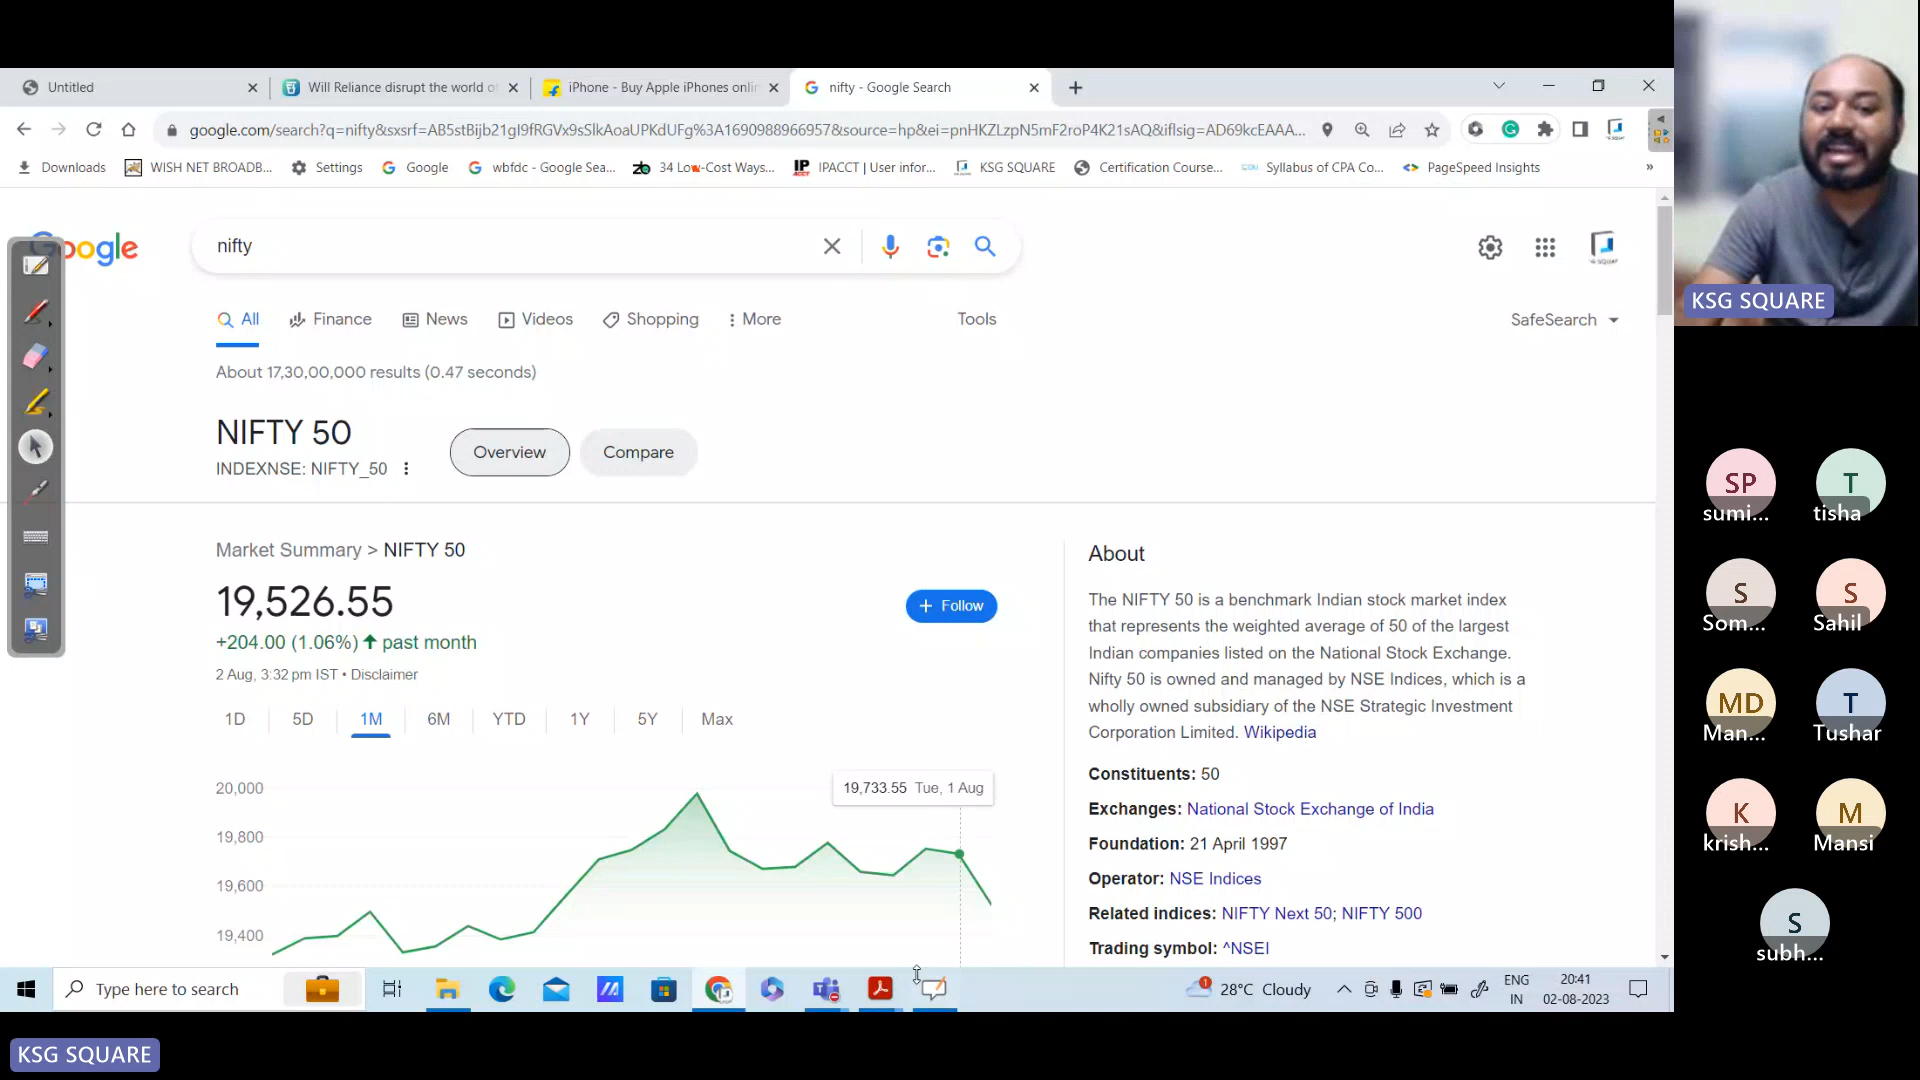 Untitled
Will Reliance disrupt the world of
iPhone - Buy Apple iPhones onlin
nifty - Google Search
google.com/search?q=nifty&sxsrf=AB5stBijb21gI9fRGVx9sSlkAoaUPKdUFg%3A1690988966957&source=hp&ei=pnHKZLzpN5mF2roP4K21sAQ&iflsig=AD69kcEAAA...
Downloads
WISH NET BROADB...
Settings
Google
wbfdc - Google Sea...
34 Low-Cost Ways...
IPACCT | User infor...
KSG SQUARE
Certification Course...
Syllabus of CPA Co...
PageSpeed Insights
»
Google
nifty
All
Finance
News
Videos
Shopping
More
Tools
SafeSearch
About 17,30,00,000 results (0.47 seconds)
NIFTY 50
INDEXNSE: NIFTY_50
Overview
Compare
Market Summary > NIFTY 50
19,526.55
+204.00 (1.06%) ↑ past month
2 Aug, 3:32 pm IST • Disclaimer
+ Follow
1D
5D
1M
6M
YTD
1Y
5Y
Max
19,733.55 Tue, 1 Aug
20,000
19,800
19,600
19,400
About
The NIFTY 50 is a benchmark Indian stock market index
that represents the weighted average of 50 of the largest
Indian companies listed on the National Stock Exchange.
Nifty 50 is owned and managed by NSE Indices, which is a
wholly owned subsidiary of the NSE Strategic Investment
Corporation Limited. Wikipedia
Constituents: 50
Exchanges: National Stock Exchange of India
Foundation: 21 April 1997
Operator: NSE Indices
Related indices: NIFTY Next 50; NIFTY 500
Trading symbol: ^NSEI
Type here to search
28°C Cloudy
ENG
IN
20:41
02-08-2023
KSG SQUARE
SP
sumi...
T
tisha
S
Som...
S
Sahil
MD
Man...
T
Tushar
K
krish...
M
Mansi
S
subh...
KSG SQUARE